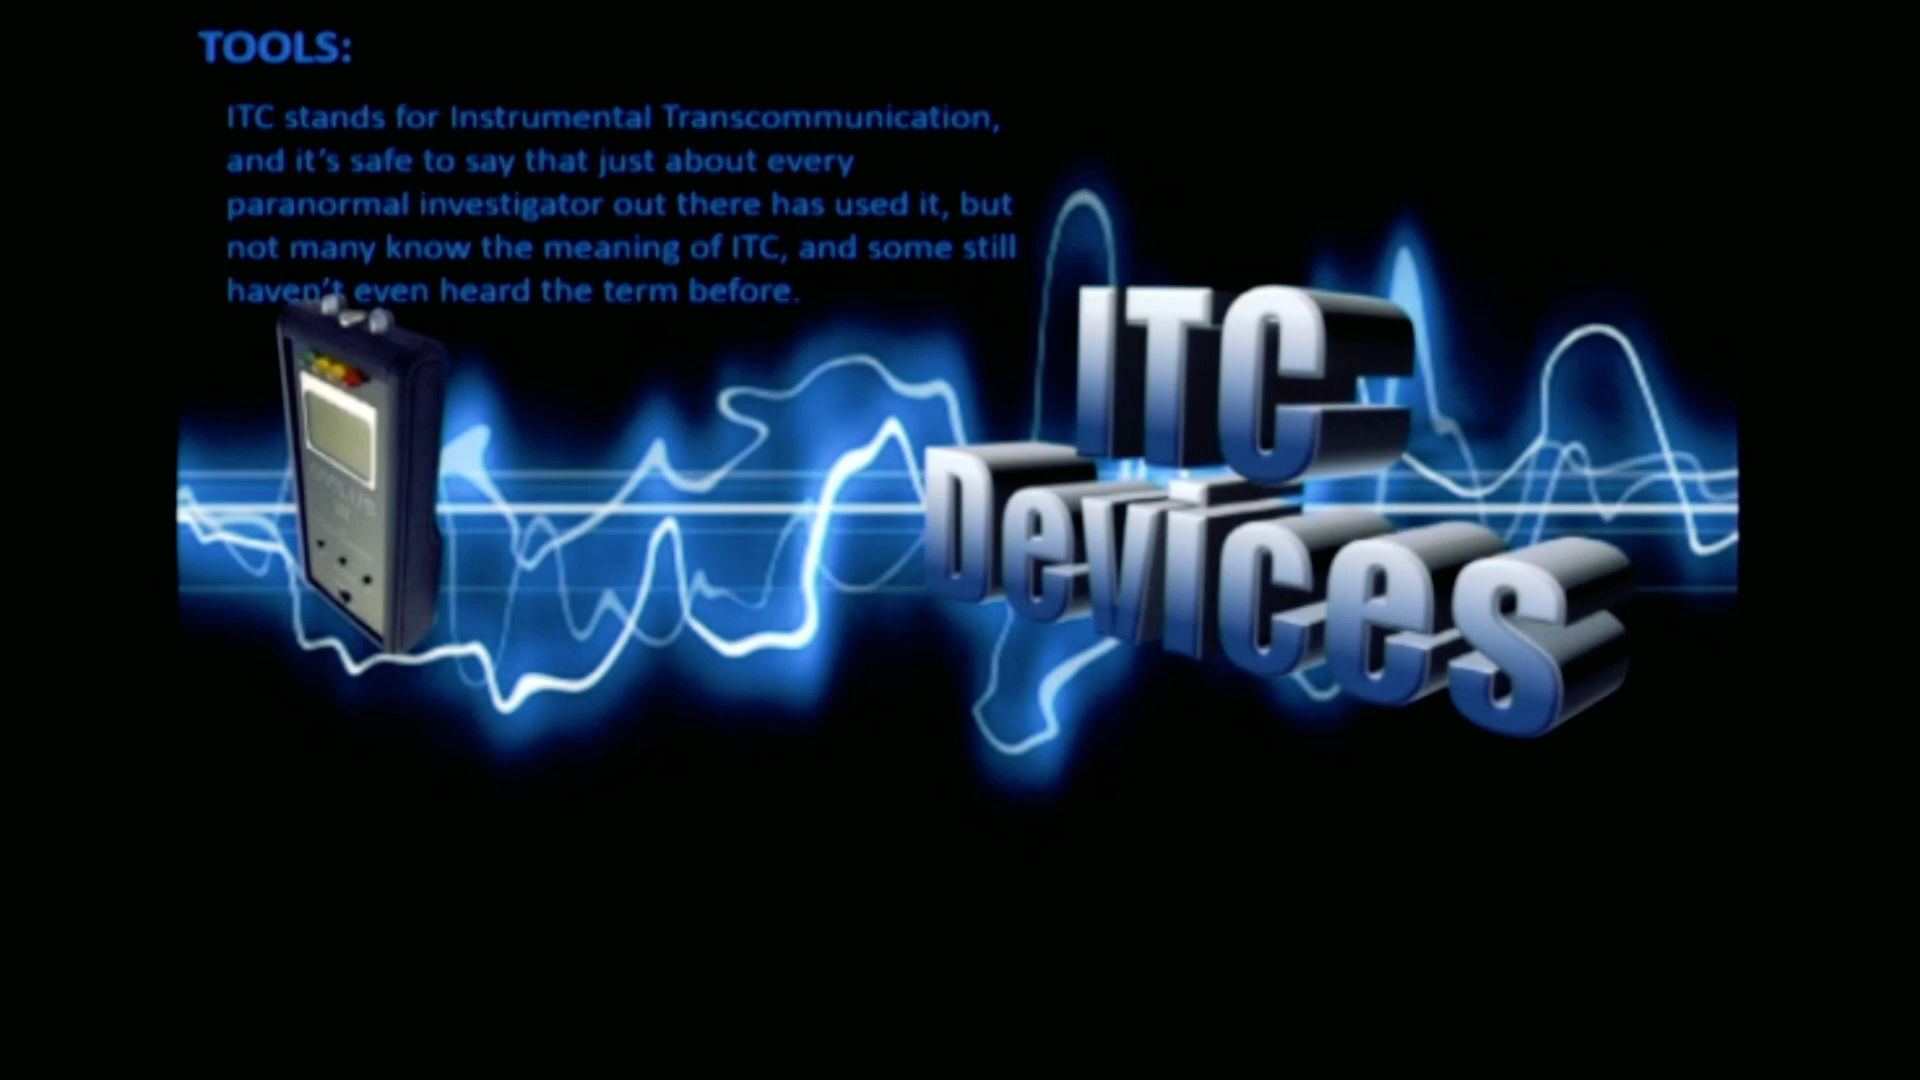 TOOLS:
ITC stands for Instrumental Transcommunication,
and it's safe to say that just about every
paranormal investigator out there has used it, but
not many know the meaning of ITC, and some still
haven't even heard the term before.
ITC
Devices
OVILUS
III